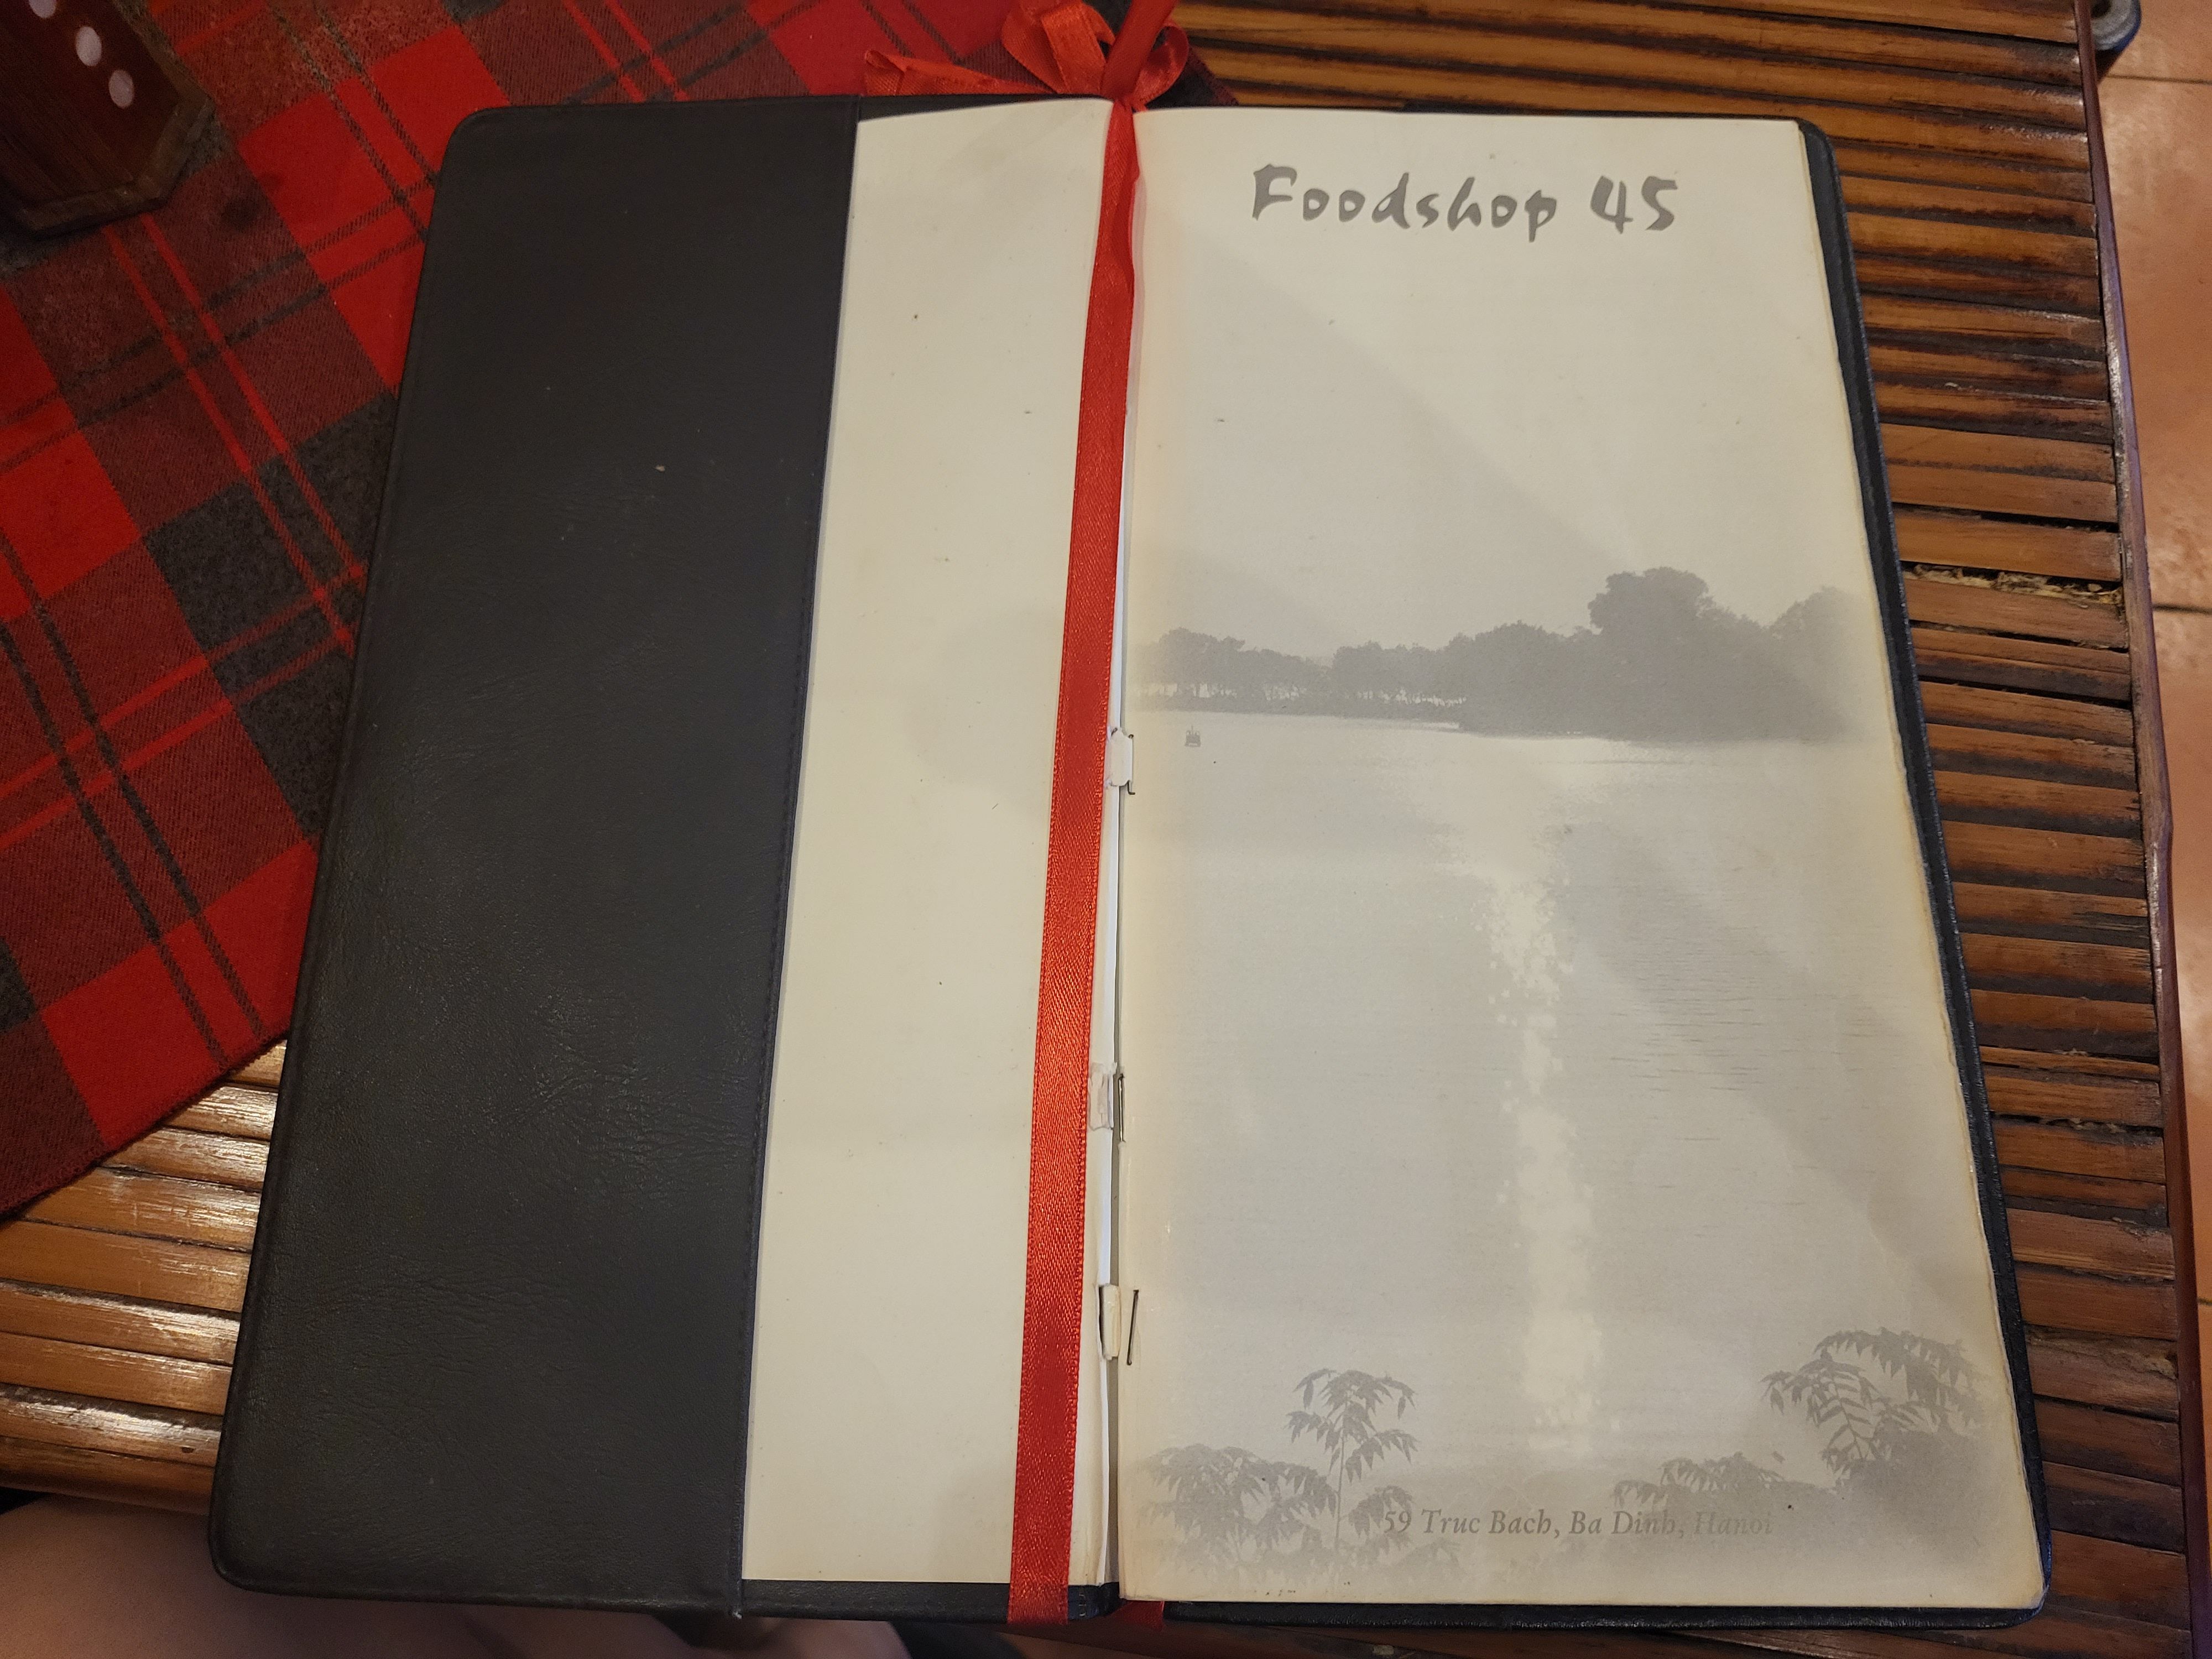 Foodshop 45
59 Truc Bach, Ba Dinh, Hanoi